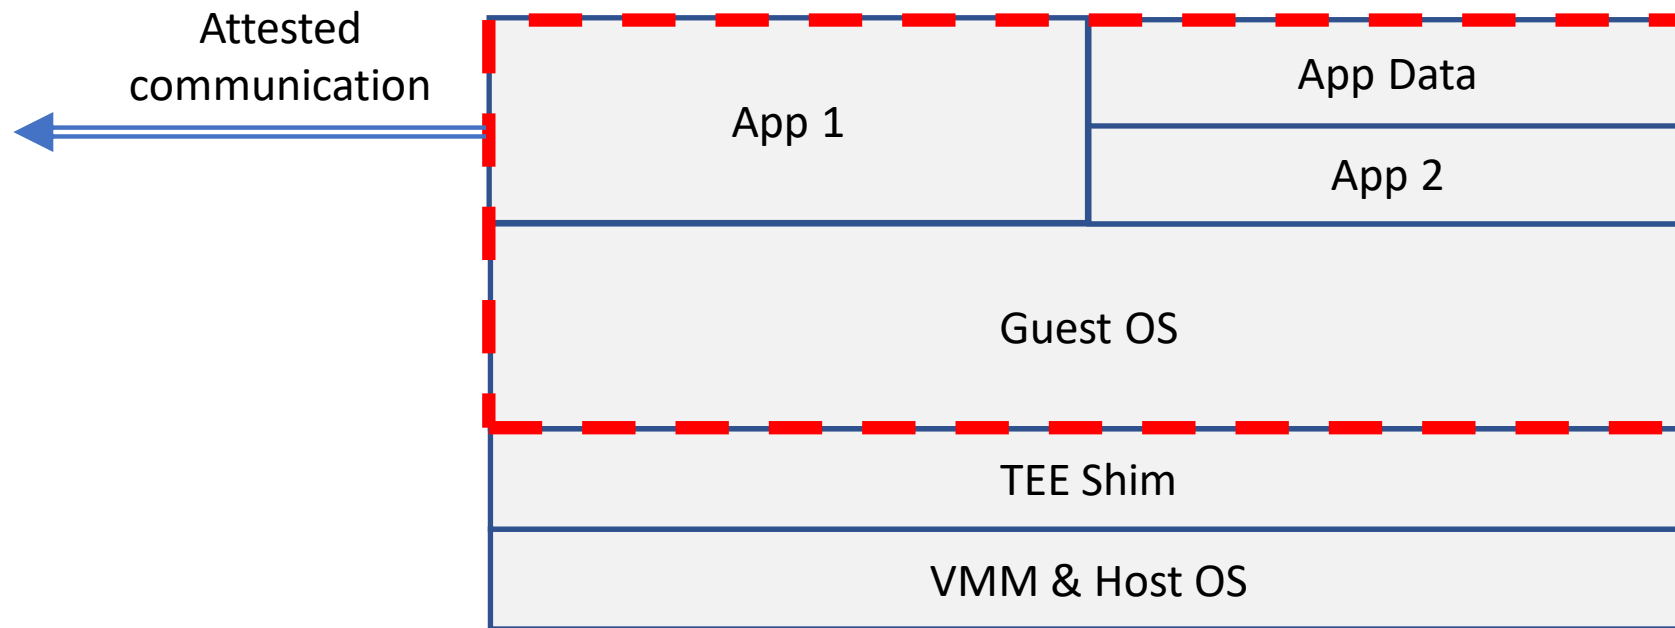 Attested
communication
App 1
App Data
App 2
Guest OS
TEE Shim
VMM & Host OS